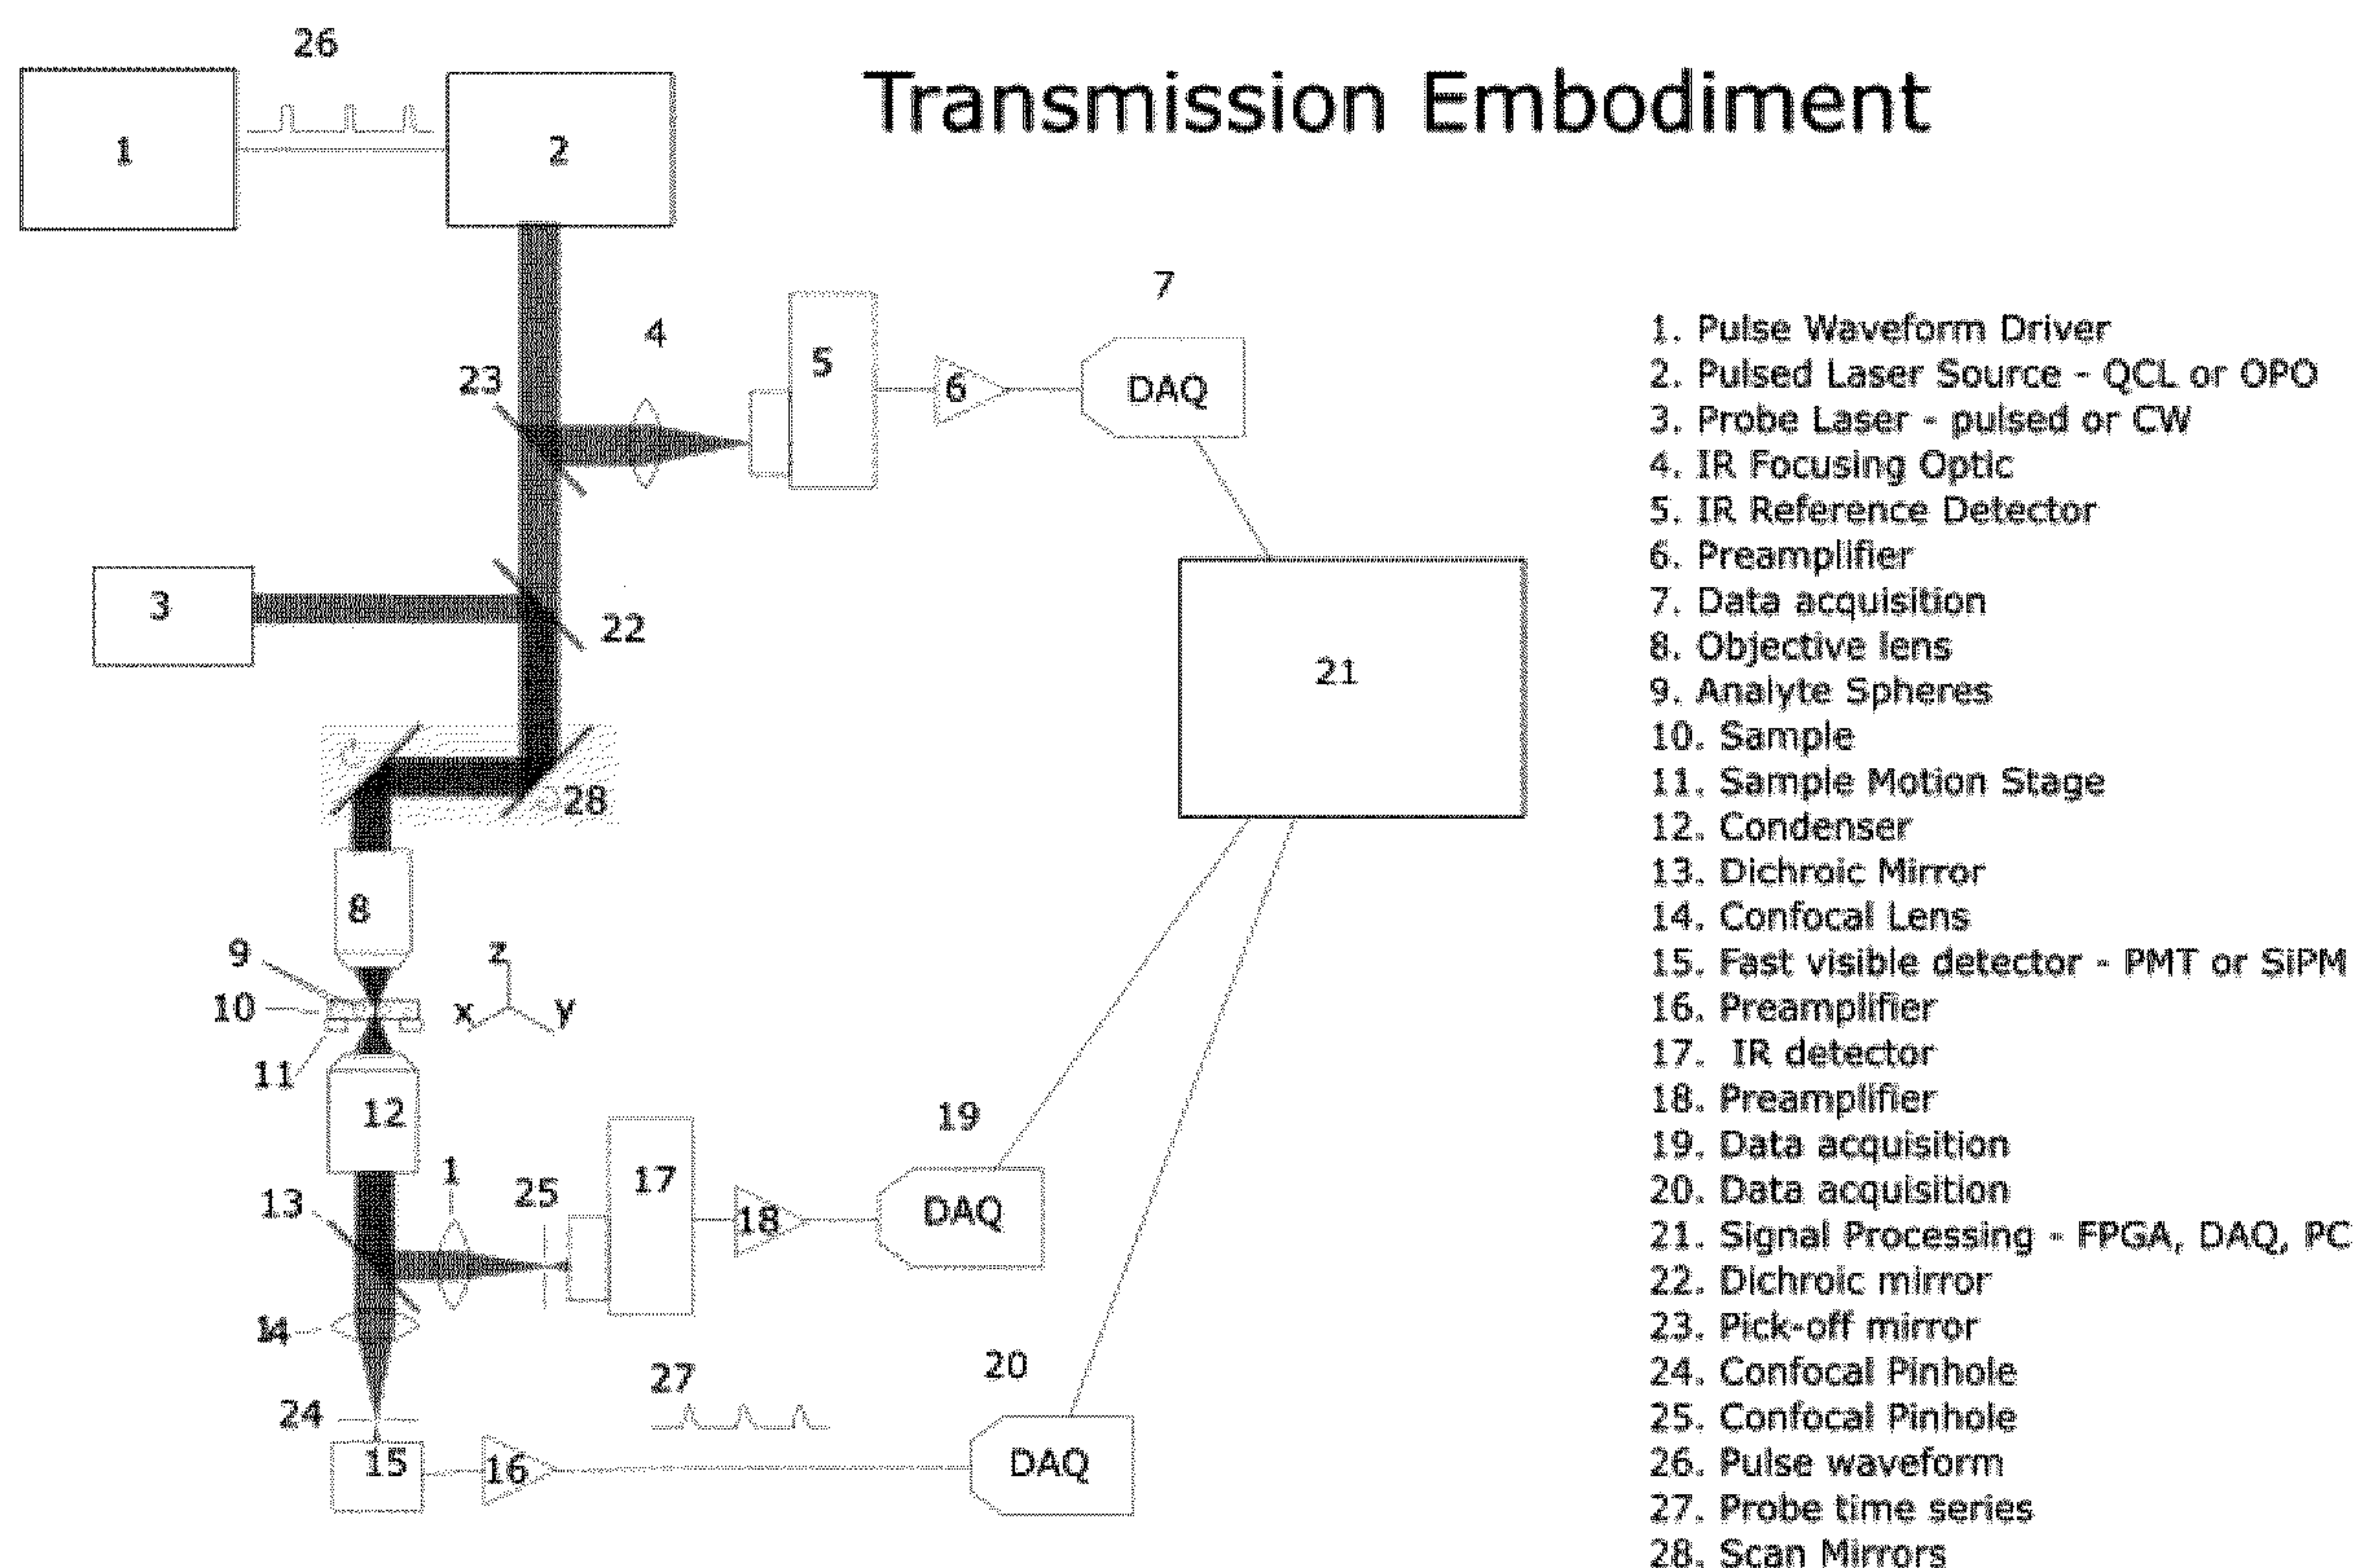 26
Transmission Embodiment
1
2
7
4
5
23
6
DAQ
3
22
21
28
8
9
z
10
x
y
11
12
19
1
17
25
13
18
DAQ
14
27
20
24
15
16
DAQ
1. Pulse Waveform Driver
2. Pulsed Laser Source - QCL or OPO
3. Probe Laser - pulsed or CW
4. IR Focusing Optic
5. IR Reference Detector
6. Preamplifier
7. Data acquisition
8. Objective lens
9. Analyte Spheres
10. Sample
11. Sample Motion Stage
12. Condenser
13. Dichroic Mirror
14. Confocal Lens
15. Fast visible detector - PMT or SiPM
16. Preamplifier
17. IR detector
18. Preamplifier
19. Data acquisition
20. Data acquisition
21. Signal Processing - FPGA, DAQ, PC
22. Dichroic mirror
23. Pick-off mirror
24. Confocal Pinhole
25. Confocal Pinhole
26. Pulse waveform
27. Probe time series
28. Scan Mirrors